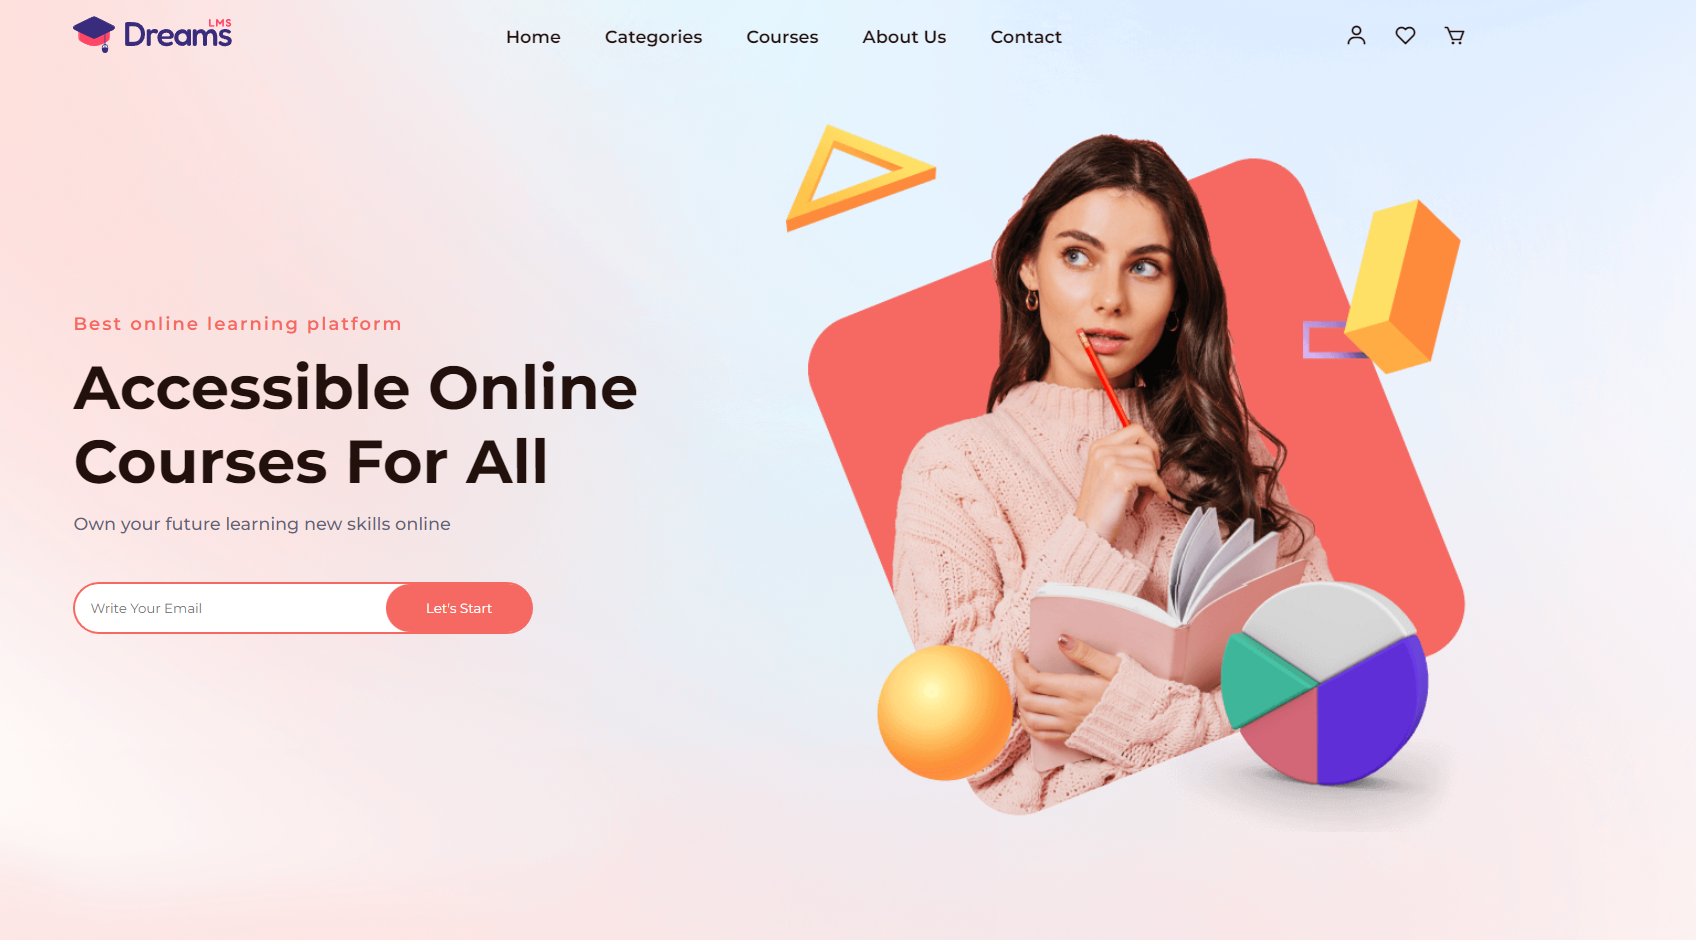 Dreams LMS
Home Categories Courses About Us Contact
Best online learning platform
Accessible Online
Courses For All
Own your future learning new skills online
Write Your Email Let's Start